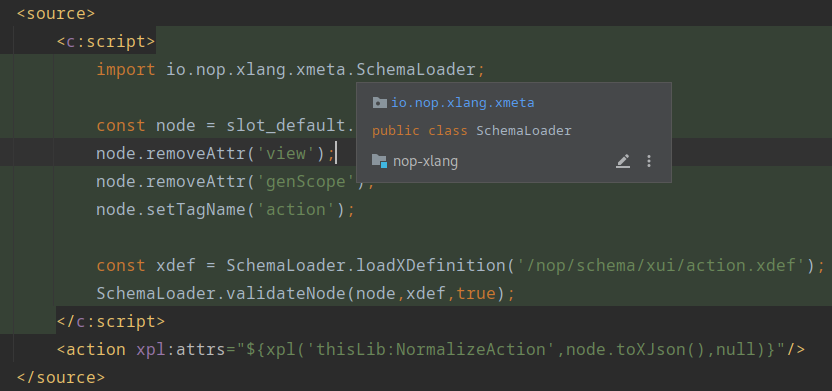 <source>
<c:script>
import io.nop.xlang.xmeta.SchemaLoader;
io.nop.xlang.xmeta
const node = slot_default.
public class SchemaLoader
node.removeAttr('view');
nop-xlang
node.removeAttr('genScope');
node.setTagName('action');
const xdef = SchemaLoader.loadXDefinition('/nop/schema/xui/action.xdef');
SchemaLoader.validateNode(node,xdef,true);
</c:script>
<action xpl:attrs="${xpl('thisLib:NormalizeAction',node.toXJson(),null)}"/>
</source>